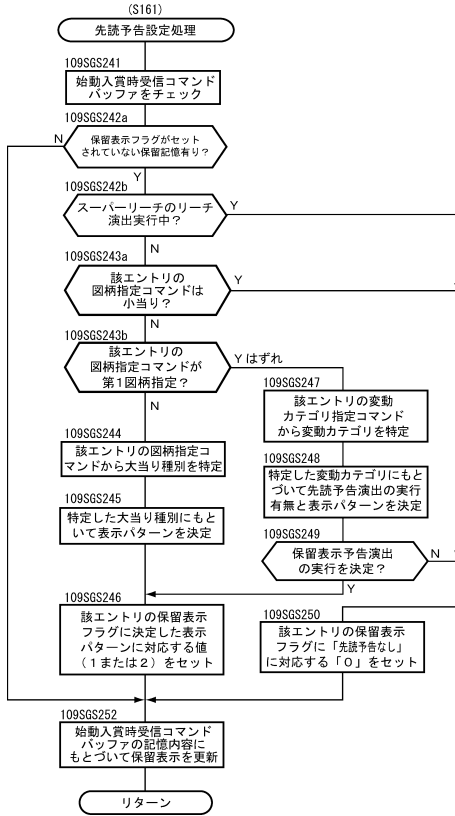 (S161)
先読予告設定処理
109SGS241
始動入賞時受信コマンド
バッファをチェック
109SGS242a
保留表示フラグがセット
されていない保留記憶有り？
N
Y
109SGS242b
スーパーリーチのリーチ
演出実行中？
Y
N
109SGS243a
該エントリの
図柄指定コマンドは
小当り？
Y
N
109SGS243b
該エントリの
図柄指定コマンドが
第1図柄指定？
Y はずれ
N
109SGS247
該エントリの変動
カテゴリ指定コマンド
から変動カテゴリを特定
109SGS244
該エントリの図柄指定コ
マンドから大当り種別を特定
109SGS248
特定した変動カテゴリにもと
づいて先読予告演出の実行
有無と表示パターンを決定
109SGS245
特定した大当り種別にもと
いて表示パターンを決定
109SGS249
保留表示予告演出
の実行を決定？
N
Y
109SGS246
該エントリの保留表示
フラグに決定した表示
パターンに対応する値
（1または2）をセット
109SGS250
該エントリの保留表示
フラグに「先読予告なし」
に対応する「0」をセット
109SGS252
始動入賞時受信コマンド
バッファの記憶内容に
もとづいて保留表示を更新
リターン